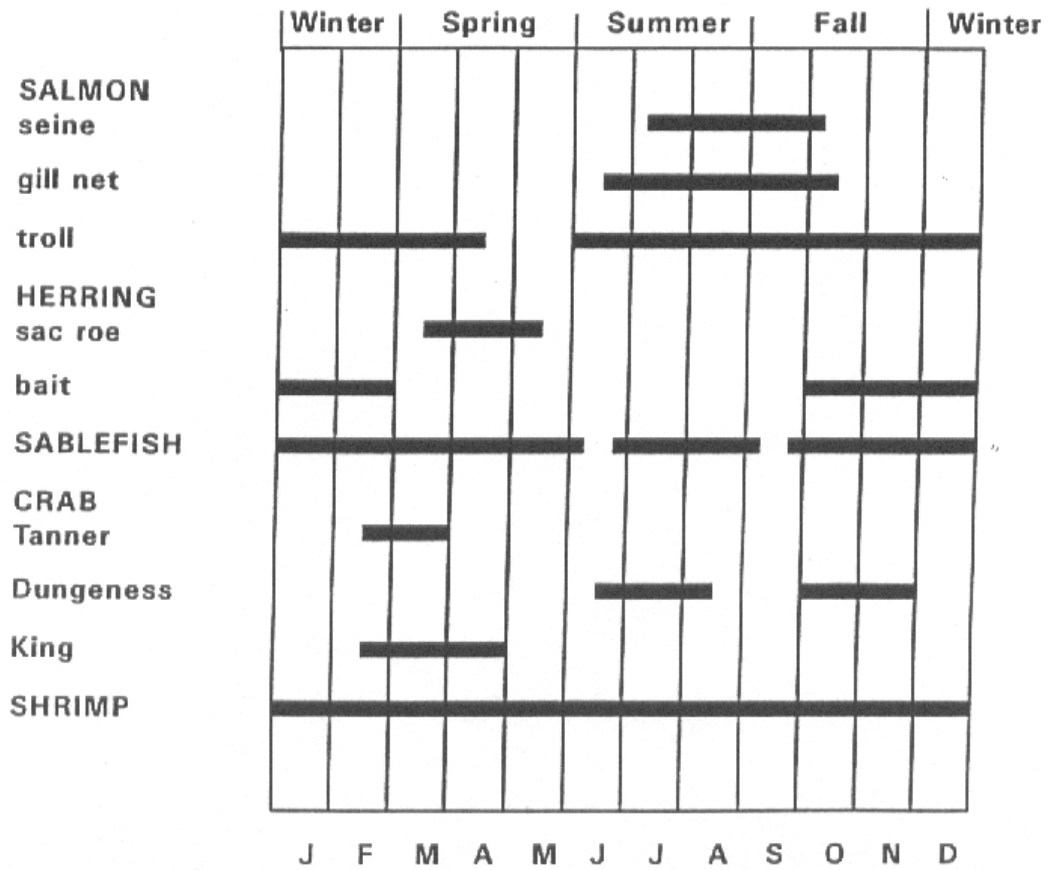 Winter Spring Summer Fall Winter
SALMON
seine
gill net
troll
HERRING
sac roe
bait
SABLEFISH
CRAB
Tanner
Dungeness
King
SHRIMP
J F M A M J J A S O N D